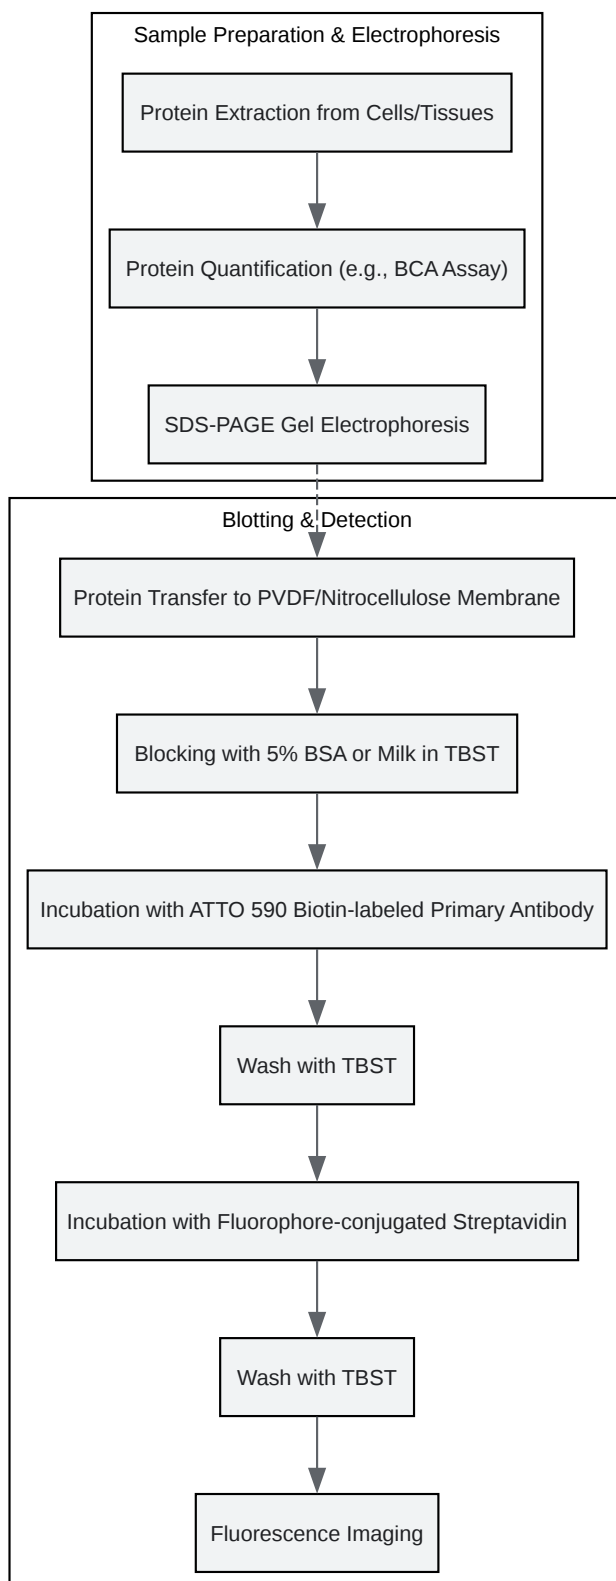 Sample Preparation & Electrophoresis
Protein Extraction from Cells/Tissues
Protein Quantification (e.g., BCA Assay)
SDS-PAGE Gel Electrophoresis
Blotting & Detection
Protein Transfer to PVDF/Nitrocellulose Membrane
Blocking with 5% BSA or Milk in TBST
Incubation with ATTO 590 Biotin-labeled Primary Antibody
Wash with TBST
Incubation with Fluorophore-conjugated Streptavidin
Wash with TBST
Fluorescence Imaging